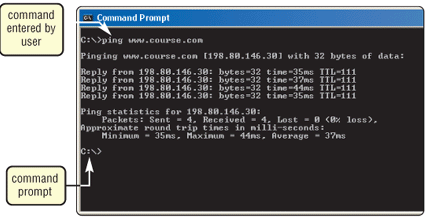 command
entered by
user
Command Prompt
C:\>ping www.course.com
Pinging www.course.com [198.80.146.30] with 32 bytes of data:
Reply from 198.80.146.30: bytes=32 time=35ms TTL=111
Reply from 198.80.146.30: bytes=32 time=37ms TTL=111
Reply from 198.80.146.30: bytes=32 time=44ms TTL=111
Reply from 198.80.146.30: bytes=32 time=35ms TTL=111
Ping statistics for 198.80.146.30:
Packets: Sent = 4, Received = 4, Lost = 0 (0% loss),
Approximate round trip times in milli-seconds:
Minimum = 35ms, Maximum = 44ms, Average = 37ms
C:\>
command
prompt